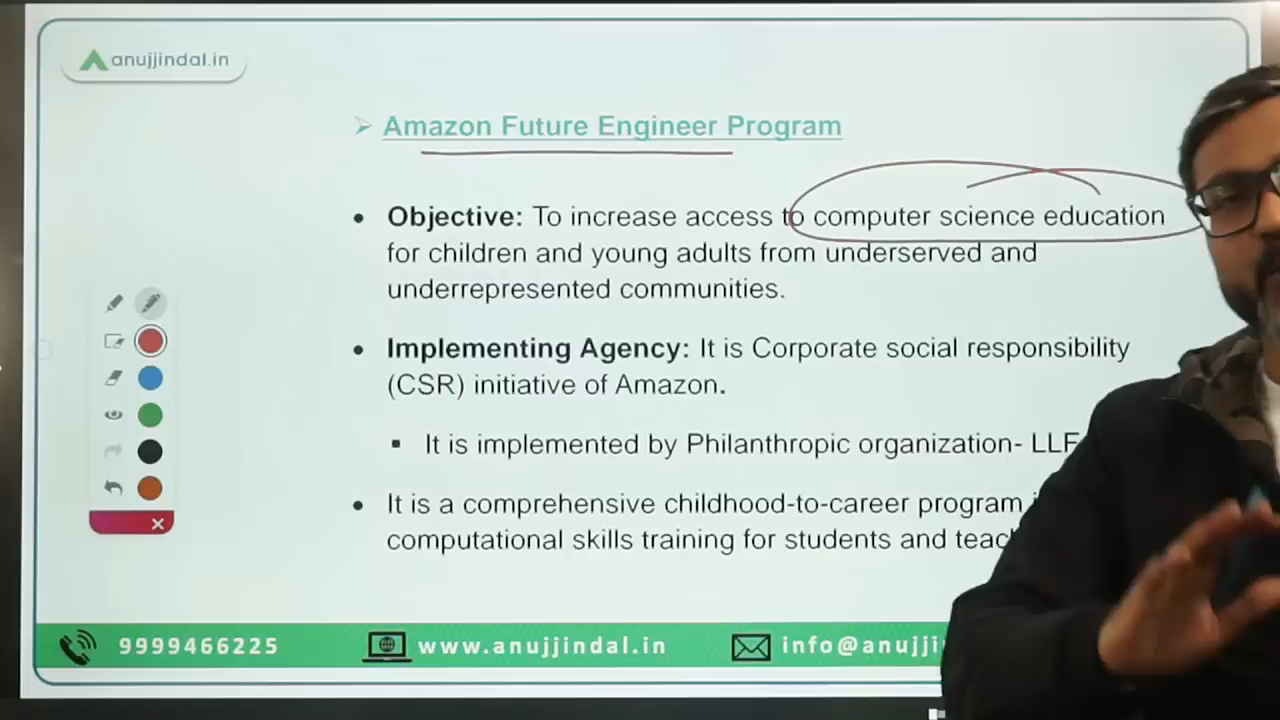 anujjindal.in
➢ Amazon Future Engineer Program
• Objective: To increase access to computer science education
for children and young adults from underserved and
underrepresented communities.
• Implementing Agency: It is Corporate social responsibility
(CSR) initiative of Amazon.
▪ It is implemented by Philanthropic organization- LLF
• It is a comprehensive childhood-to-career program
computational skills training for students and
9999466225
www.anujjindal.in